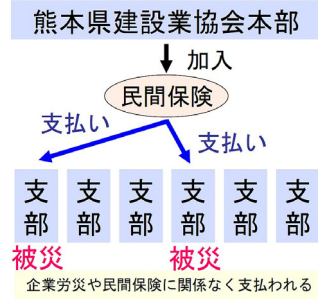 熊本県建設業協会本部
加入
民間保険
支払い
支払い
支部 支部 支部 支部 支部 支部
被災 被災
企業労災や民間保険に関係なく支払われる